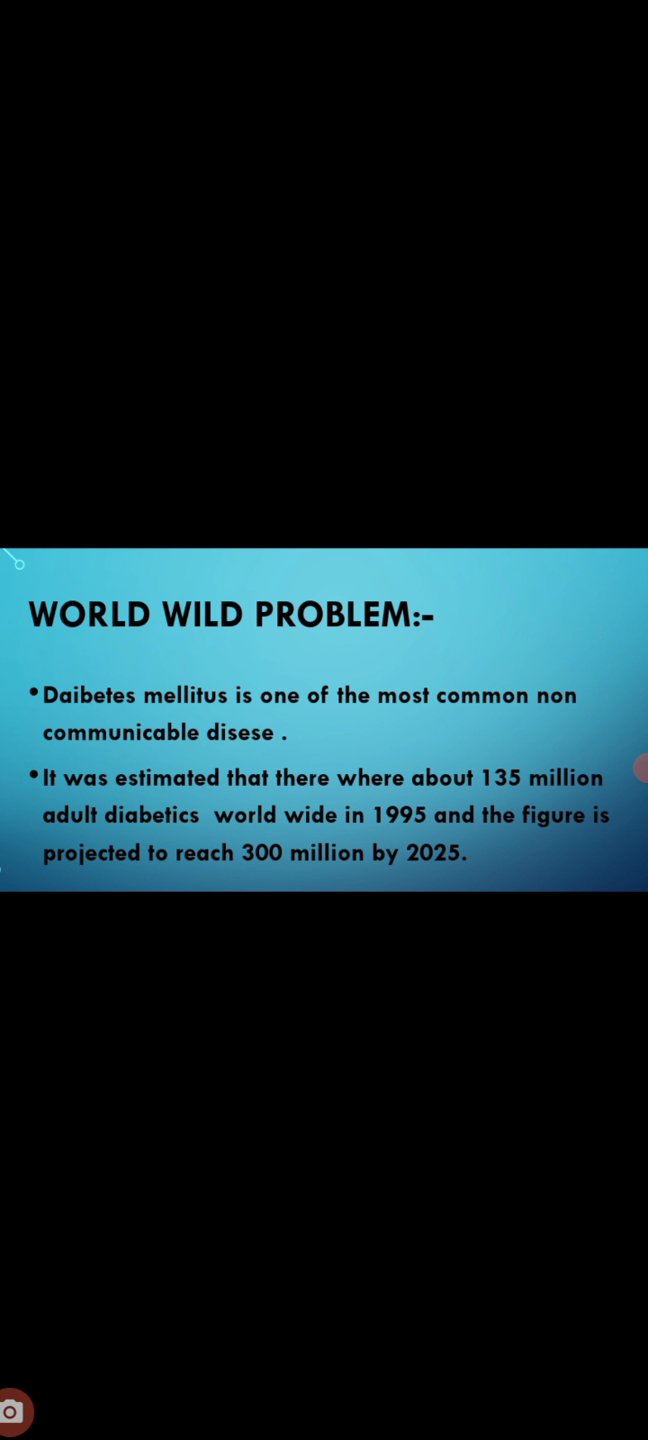 WORLD WILD PROBLEM:-
•Daibetes mellitus is one of the most common non
communicable disese .
•It was estimated that there where about 135 million
adult diabetics world wide in 1995 and the figure is
projected to reach 300 million by 2025.